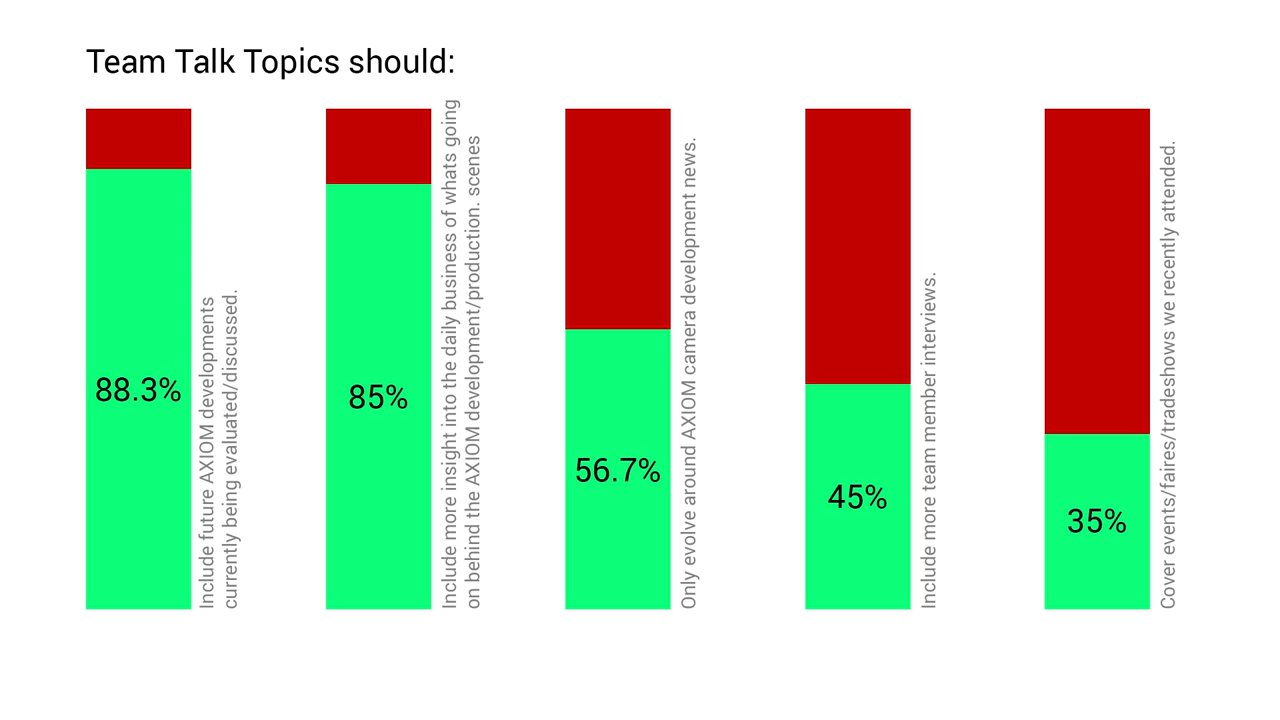 Team Talk Topics should:
88.3%
Include future AXIOM developments
currently being evaluated/discussed.
85%
Include more insight into the daily business of whats going
on behind the AXIOM development/production. scenes
56.7%
Only evolve around AXIOM camera development news.
45%
Include more team member interviews.
35%
Cover events/faires/tradeshows we recently attended.